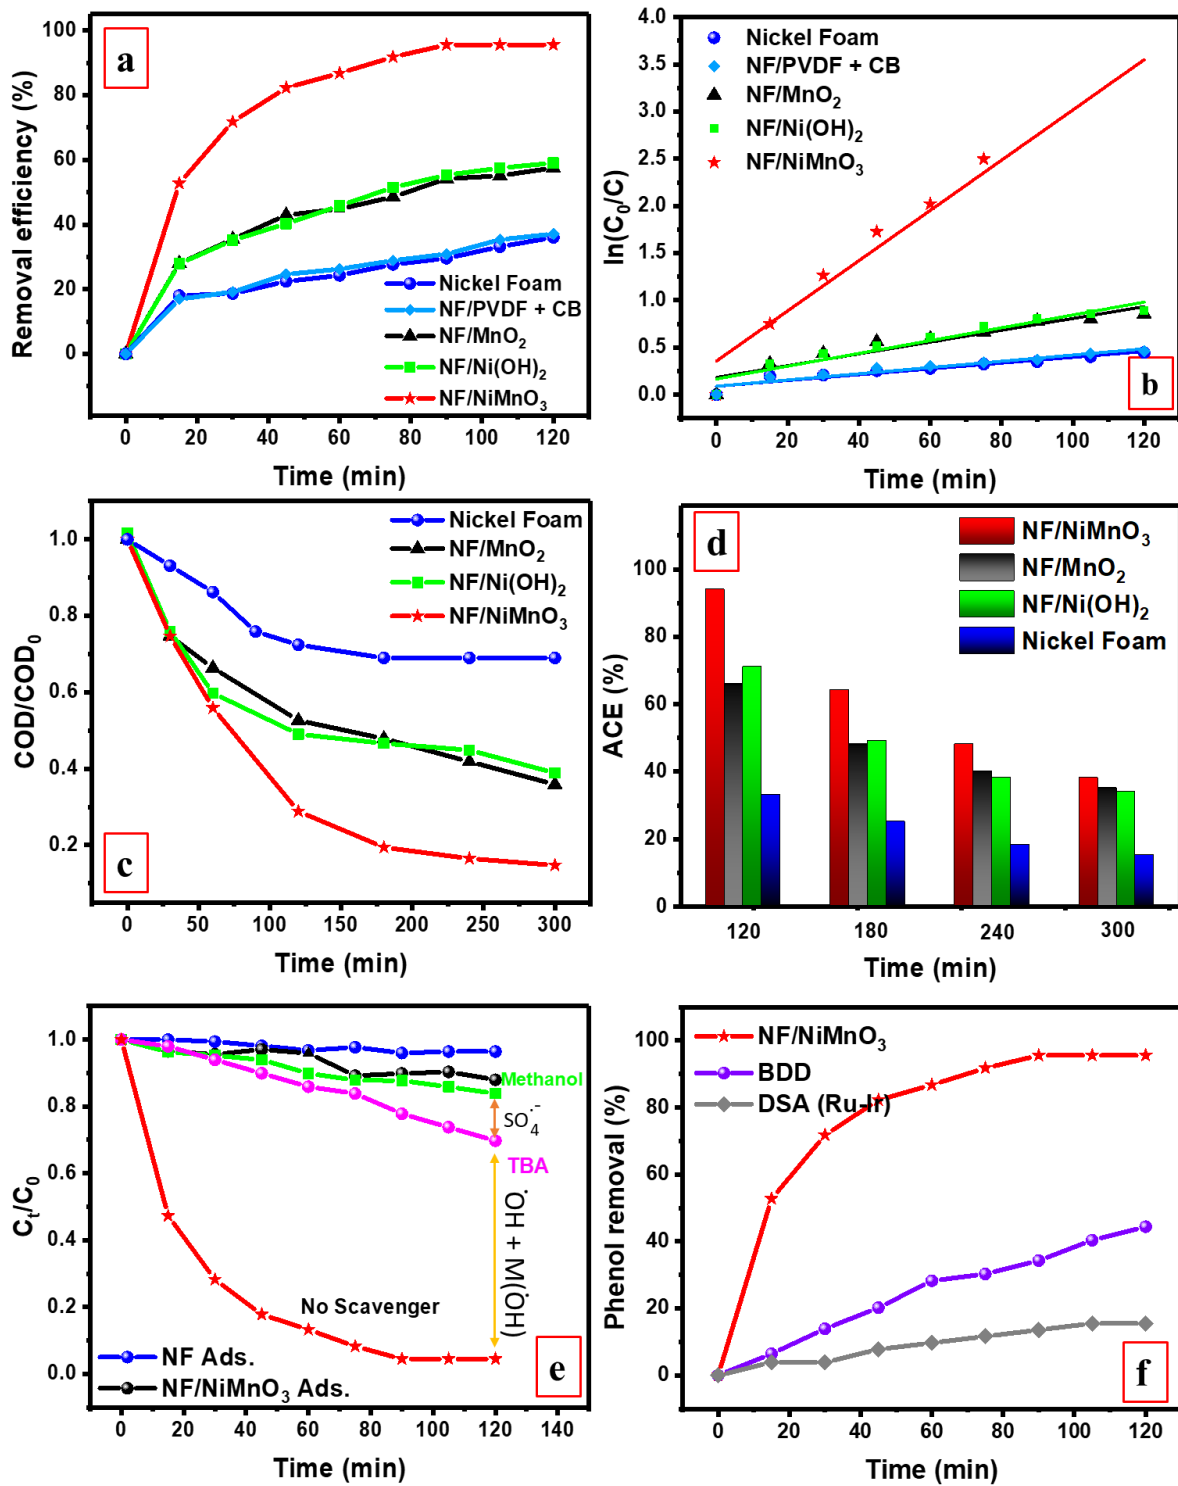 a
Removal efficiency (%)
100
80
60
40
20
0
Nickel Foam
NF/PVDF + CB
NF/MnO₂
NF/Ni(OH)₂
NF/NiMnO₃
0 20 40 60 80 100 120
Time (min)
b
ln(C₀/C)
4.0
3.5
3.0
2.5
2.0
1.5
1.0
0.5
0.0
Nickel Foam
NF/PVDF + CB
NF/MnO₂
NF/Ni(OH)₂
NF/NiMnO₃
0 20 40 60 80 100 120
Time (min)
c
COD/COD₀
1.0
0.8
0.6
0.4
0.2
Nickel Foam
NF/MnO₂
NF/Ni(OH)₂
NF/NiMnO₃
0 50 100 150 200 250 300
Time (min)
d
ACE (%)
100
80
60
40
20
0
NF/NiMnO₃
NF/MnO₂
NF/Ni(OH)₂
Nickel Foam
120 180 240 300
Time (min)
e
Cₜ/C₀
1.0
0.8
0.6
0.4
0.2
0.0
Methanol
SO₄·⁻
TBA
·OH + M(·OH)
No Scavenger
NF Ads.
NF/NiMnO₃ Ads.
0 20 40 60 80 100 120 140
Time (min)
f
Phenol removal (%)
100
80
60
40
20
0
NF/NiMnO₃
BDD
DSA (Ru-Ir)
0 20 40 60 80 100 120
Time (min)